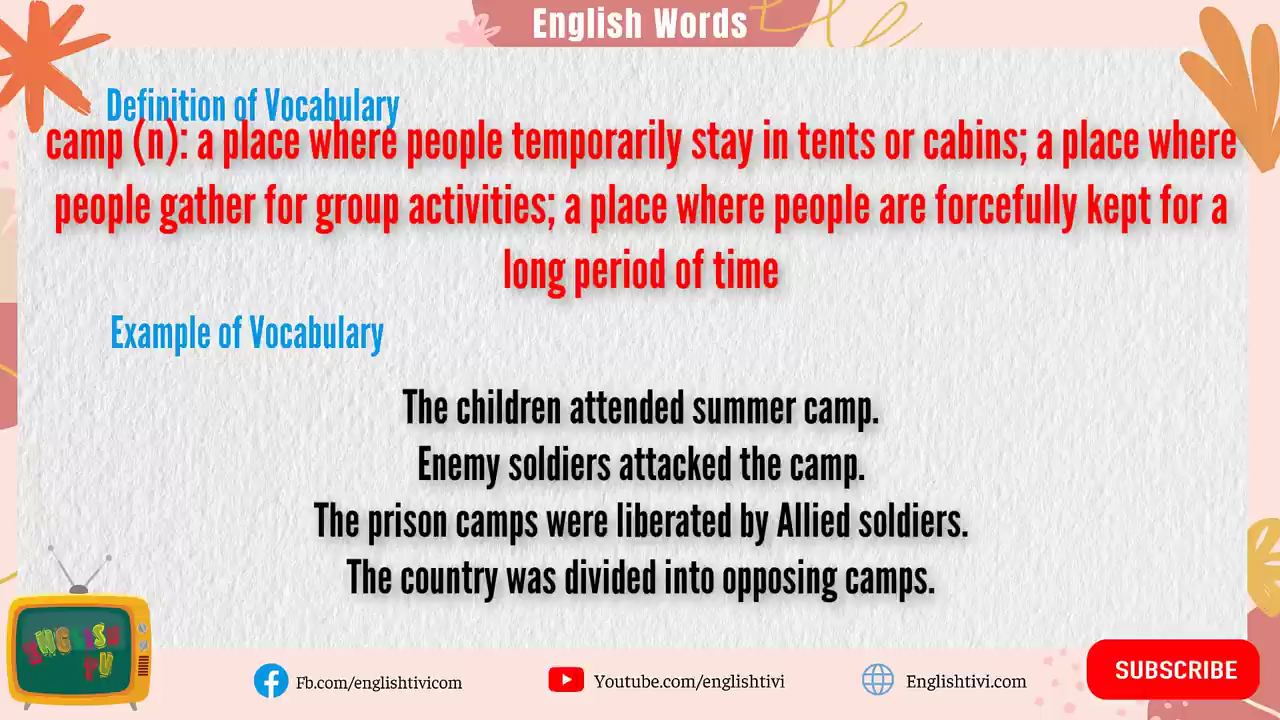 English Words
Definition of Vocabulary
camp (n): a place where people temporarily stay in tents or cabins; a place where
people gather for group activities; a place where people are forcefully kept for a
long period of time
Example of Vocabulary
The children attended summer camp.
Enemy soldiers attacked the camp.
The prison camps were liberated by Allied soldiers.
The country was divided into opposing camps.
ENGLISH
TV
Fb.com/englishtivicom
Youtube.com/englishtivi
Englishtivi.com
SUBSCRIBE